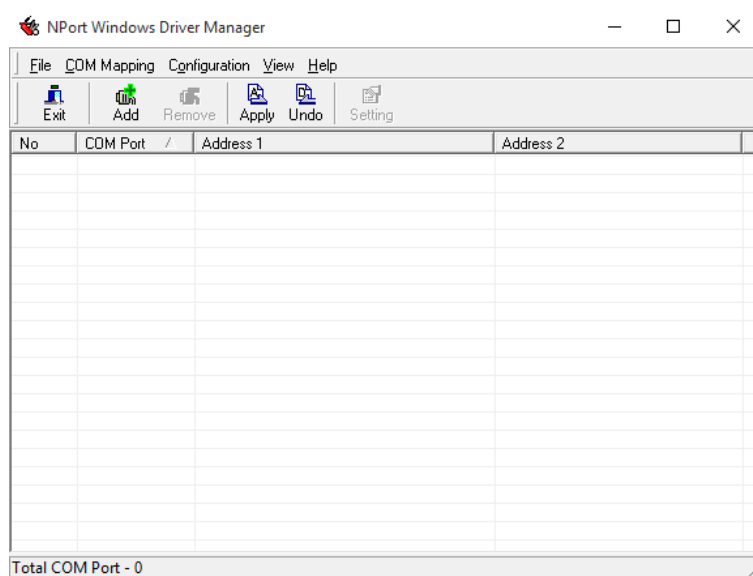 NPort Windows Driver Manager
File COM Mapping Configuration View Help
Exit Add Remove Apply Undo Setting
No COM Port Address 1 Address 2
Total COM Port - 0